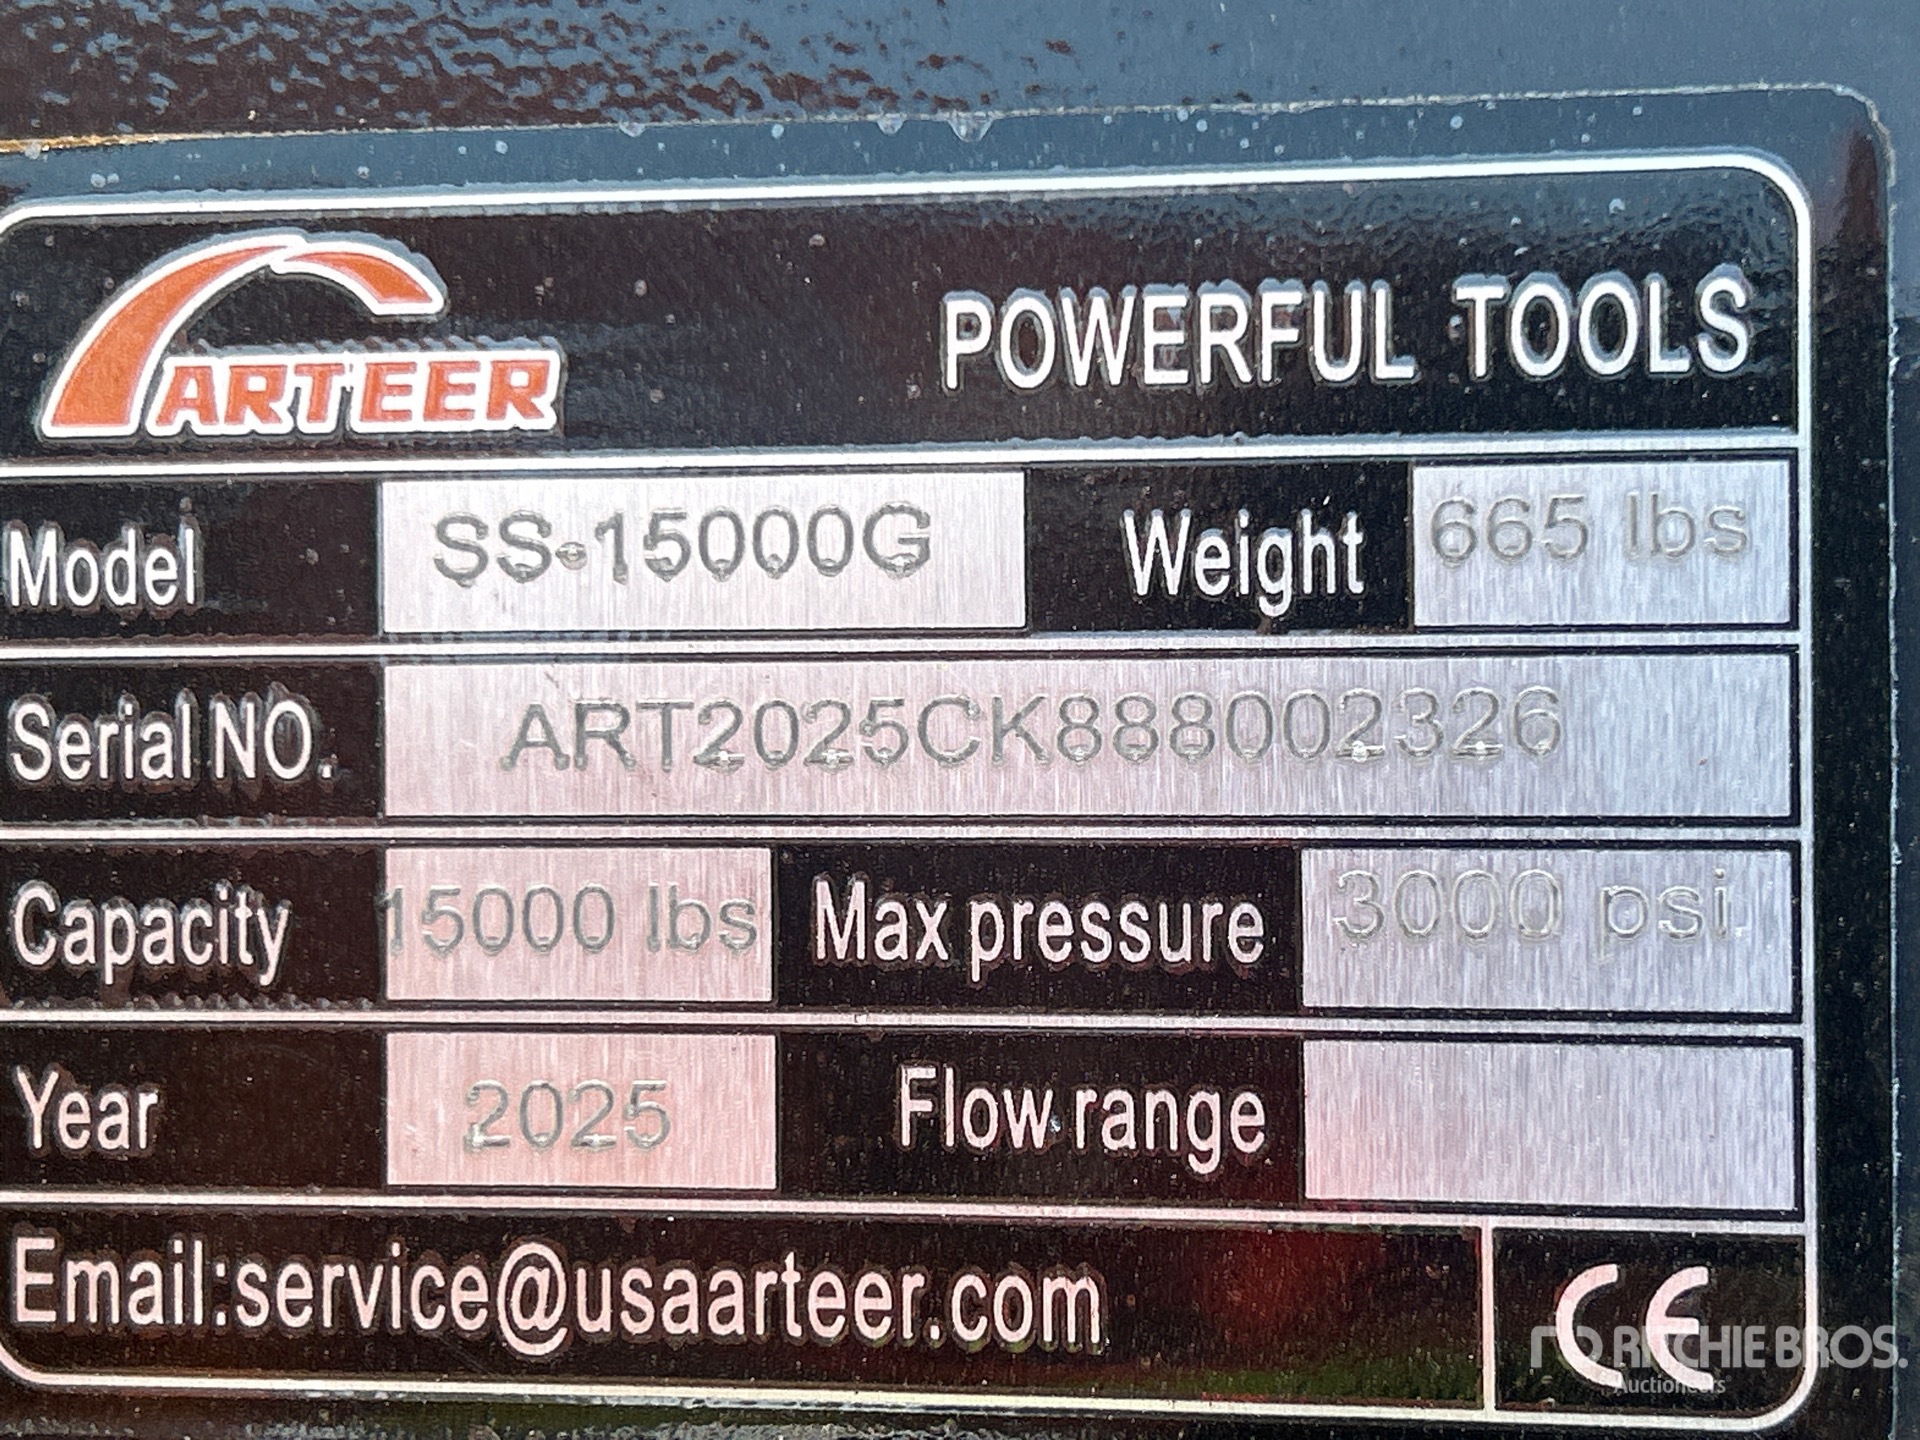 ARTEER POWERFUL TOOLS
Model SS-15000G Weight 665 lbs
Serial NO. ART2025CK888002326
Capacity 15000 lbs Max pressure 3000 psi
Year 2025 Flow range
Email:service@usaarteer.com CE
RITCHIE BROS.
Auctioneers